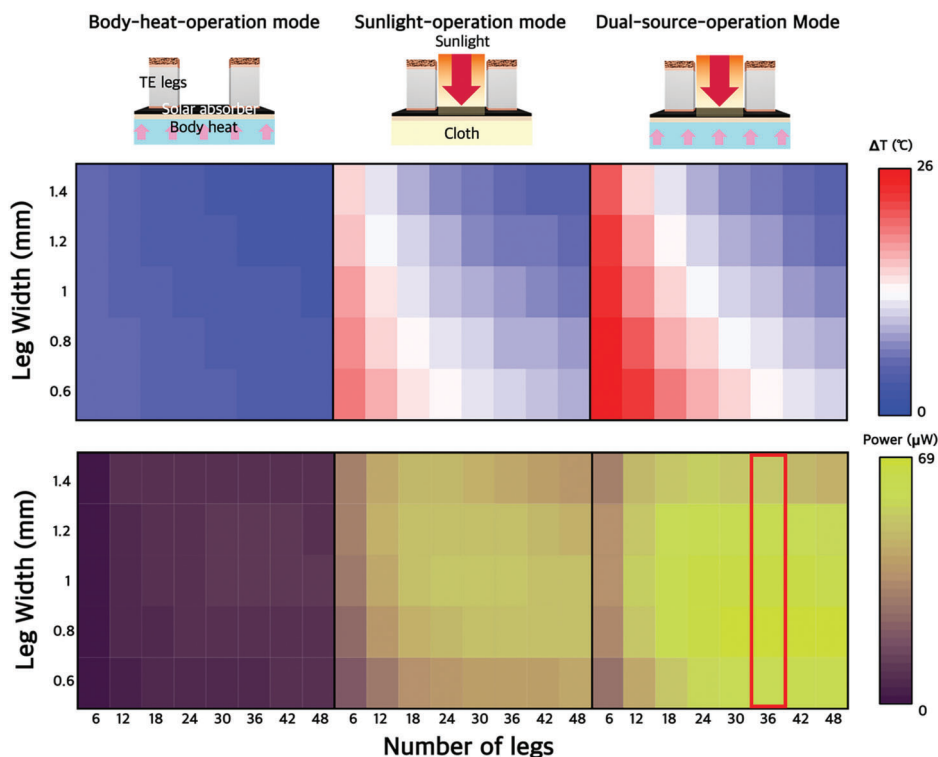 Body-heat-operation mode
Sunlight-operation mode
Dual-source-operation Mode
Sunlight
TE legs
Solar absorber
Body heat
Cloth
ΔT (℃)
26
0
Leg Width (mm)
1.4
1.2
1
0.8
0.6
Power (μW)
69
0
Leg Width (mm)
1.4
1.2
1
0.8
0.6
6 12 18 24 30 36 42 48 6 12 18 24 30 36 42 48 6 12 18 24 30 36 42 48
Number of legs